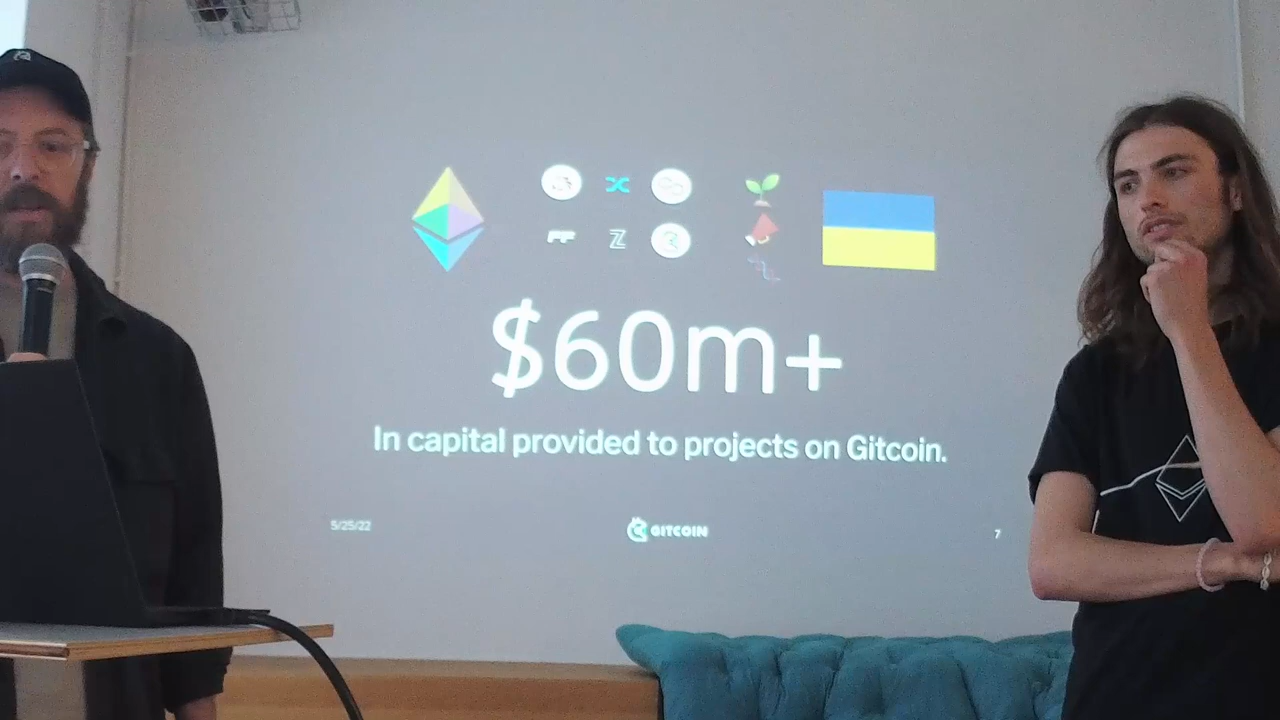 $60m+
In capital provided to projects on Gitcoin.
5/25/22
GITCOIN
7